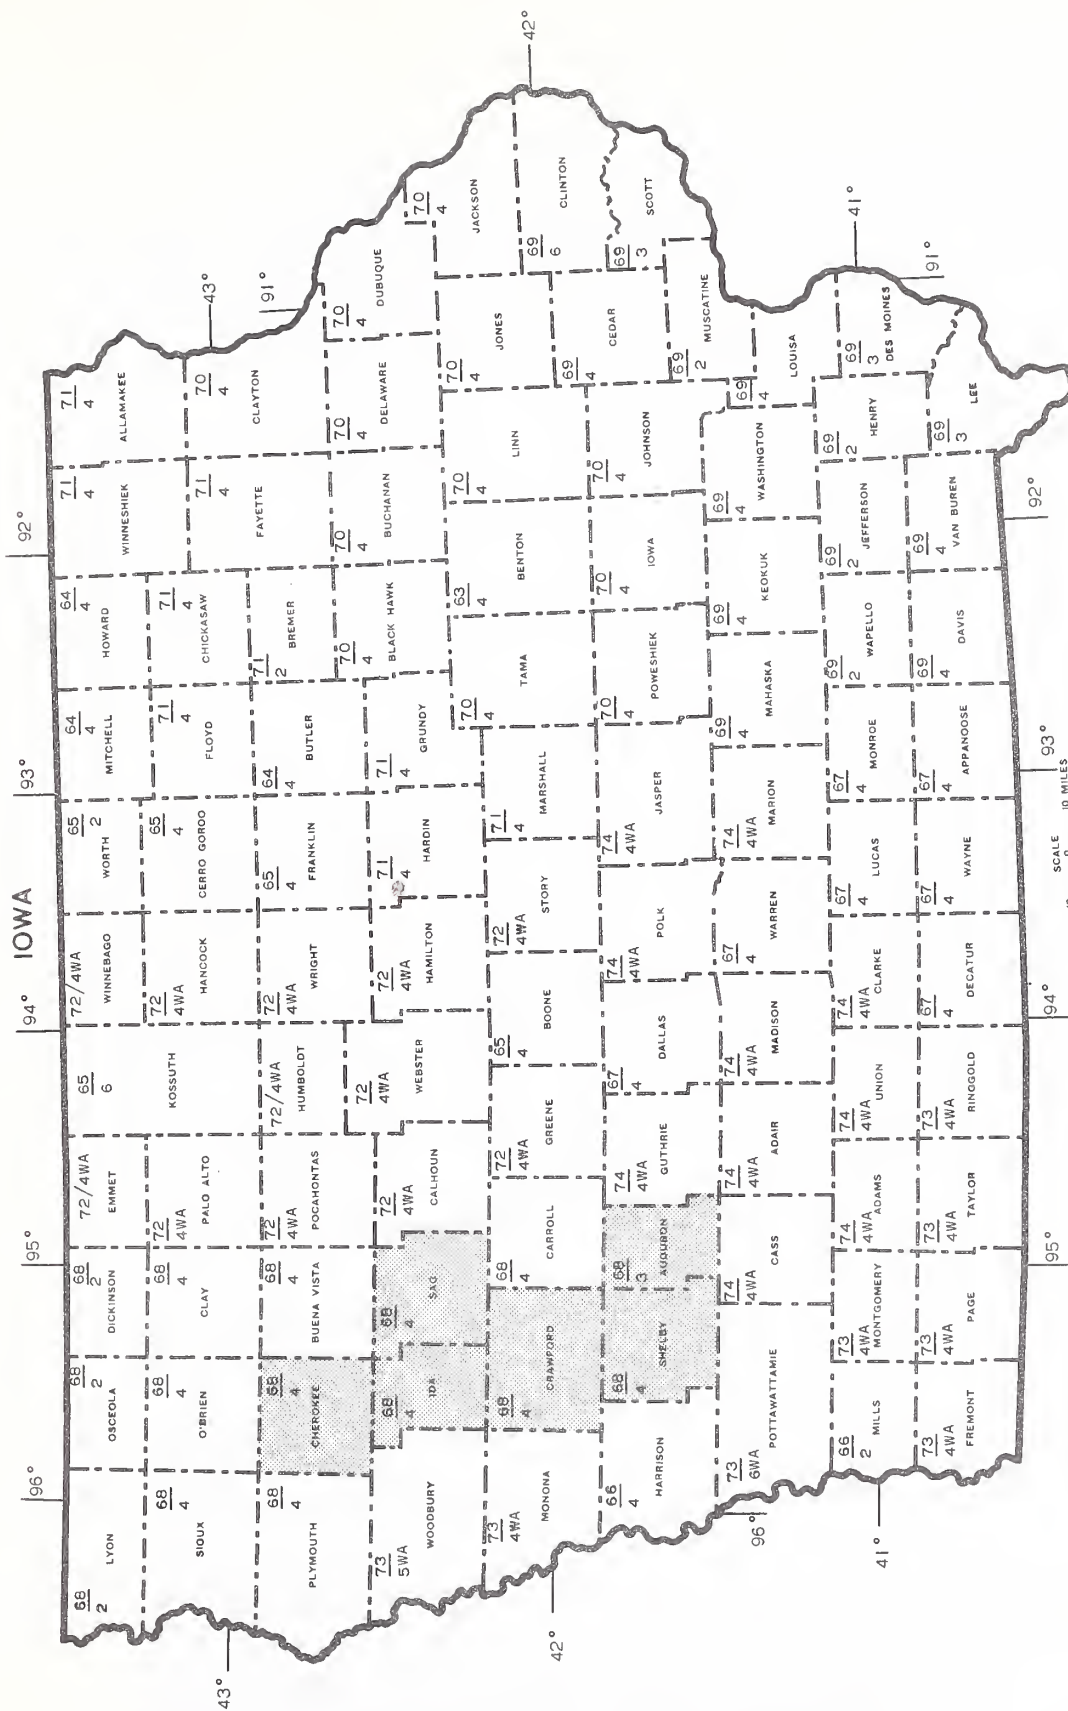 IOWA
96°
95°
94°
93°
92°
68
2
LYON
68
2
OSCEOLA
68
2
DICKINSON
72/4WA
EMMET
65
6
KOSSUTH
72/4WA
WINNEBAGO
65
2
WORTH
64
4
MITCHELL
64
4
HOWARD
71
4
WINNESHIEK
71
4
ALLAMAKEE
68
4
SIOUX
68
4
O'BRIEN
68
4
CLAY
72
4WA
PALO ALTO
72
4WA
HANCOCK
65
4
CERRO GOROO
71
4
FLOYD
71
4
CHICKASAW
71
4
FAYETTE
70
4
CLAYTON
43°
43°
91°
68
4
PLYMOUTH
68
4
CHEROKEE
68
4
BUENA VISTA
72
4WA
POCAHONTAS
72/4WA
HUMBOLDT
72
4WA
WRIGHT
65
4
FRANKLIN
64
4
BUTLER
71
2
BREMER
73
5WA
WOODBURY
68
4
IDA
68
4
SAG
72
4WA
CALHOUN
72
4WA
WEBSTER
72
4WA
HAMILTON
71
4
HARDIN
71
4
GRUNDY
70
4
BLACK HAWK
70
4
BUCHANAN
70
4
DELAWARE
70
4
DUBUQUE
73
4WA
MONONA
68
4
CRAWFORD
68
4
CARROLL
72
4WA
GREENE
65
4
BOONE
72
4WA
STORY
71
4
MARSHALL
70
4
TAMA
63
4
BENTON
70
4
LINN
70
4
JONES
70
4
JACKSON
42°
42°
66
4
HARRISON
68
4
SHELBY
68
3
AUDUBON
74
4WA
GUTHRIE
67
4
DALLAS
74
4WA
POLK
74
4WA
JASPER
70
4
POWESHIEK
70
4
IOWA
70
4
JOHNSON
69
4
CEDAR
69
6
CLINTON
69
3
SCOTT
73
6WA
POTTAWATTAMIE
74
4WA
CASS
74
4WA
ADAIR
74
4WA
MADISON
67
4
WARREN
74
4WA
MARION
69
4
MAHASKA
69
4
KEOKUK
69
4
WASHINGTON
69
4
LOUISA
69
2
MUSCATINE
96°
66
2
MILLS
73
4WA
MONTGOMERY
74
4WA
ADAMS
74
4WA
UNION
74
4WA
CLARKE
67
4
LUCAS
67
4
MONROE
69
2
WAPELLO
69
2
JEFFERSON
69
2
HENRY
69
3
DES MOINES
41°
41°
73
4WA
FREMONT
73
4WA
PAGE
73
4WA
TAYLOR
73
4WA
RINGGOLD
67
4
DECATUR
67
4
WAYNE
67
4
APPANOOSE
69
4
DAVIS
69
4
VAN BUREN
69
3
LEE
91°
95°
94°
93°
92°
SCALE
10 MILES